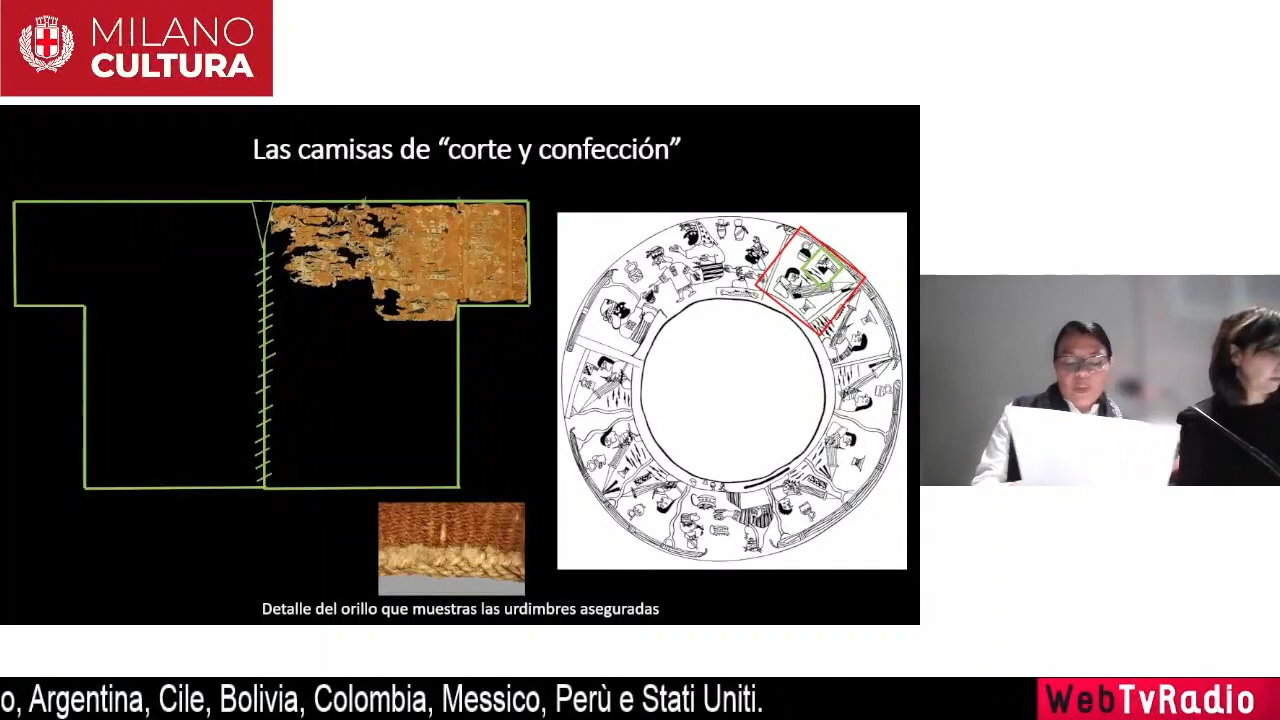 MILANO
CULTURA
Las camisas de “corte y confección”
Detalle del orillo que muestras las urdimbres aseguradas
o, Argentina, Cile, Bolivia, Colombia, Messico, Perù e Stati Uniti.
WebTvRadio